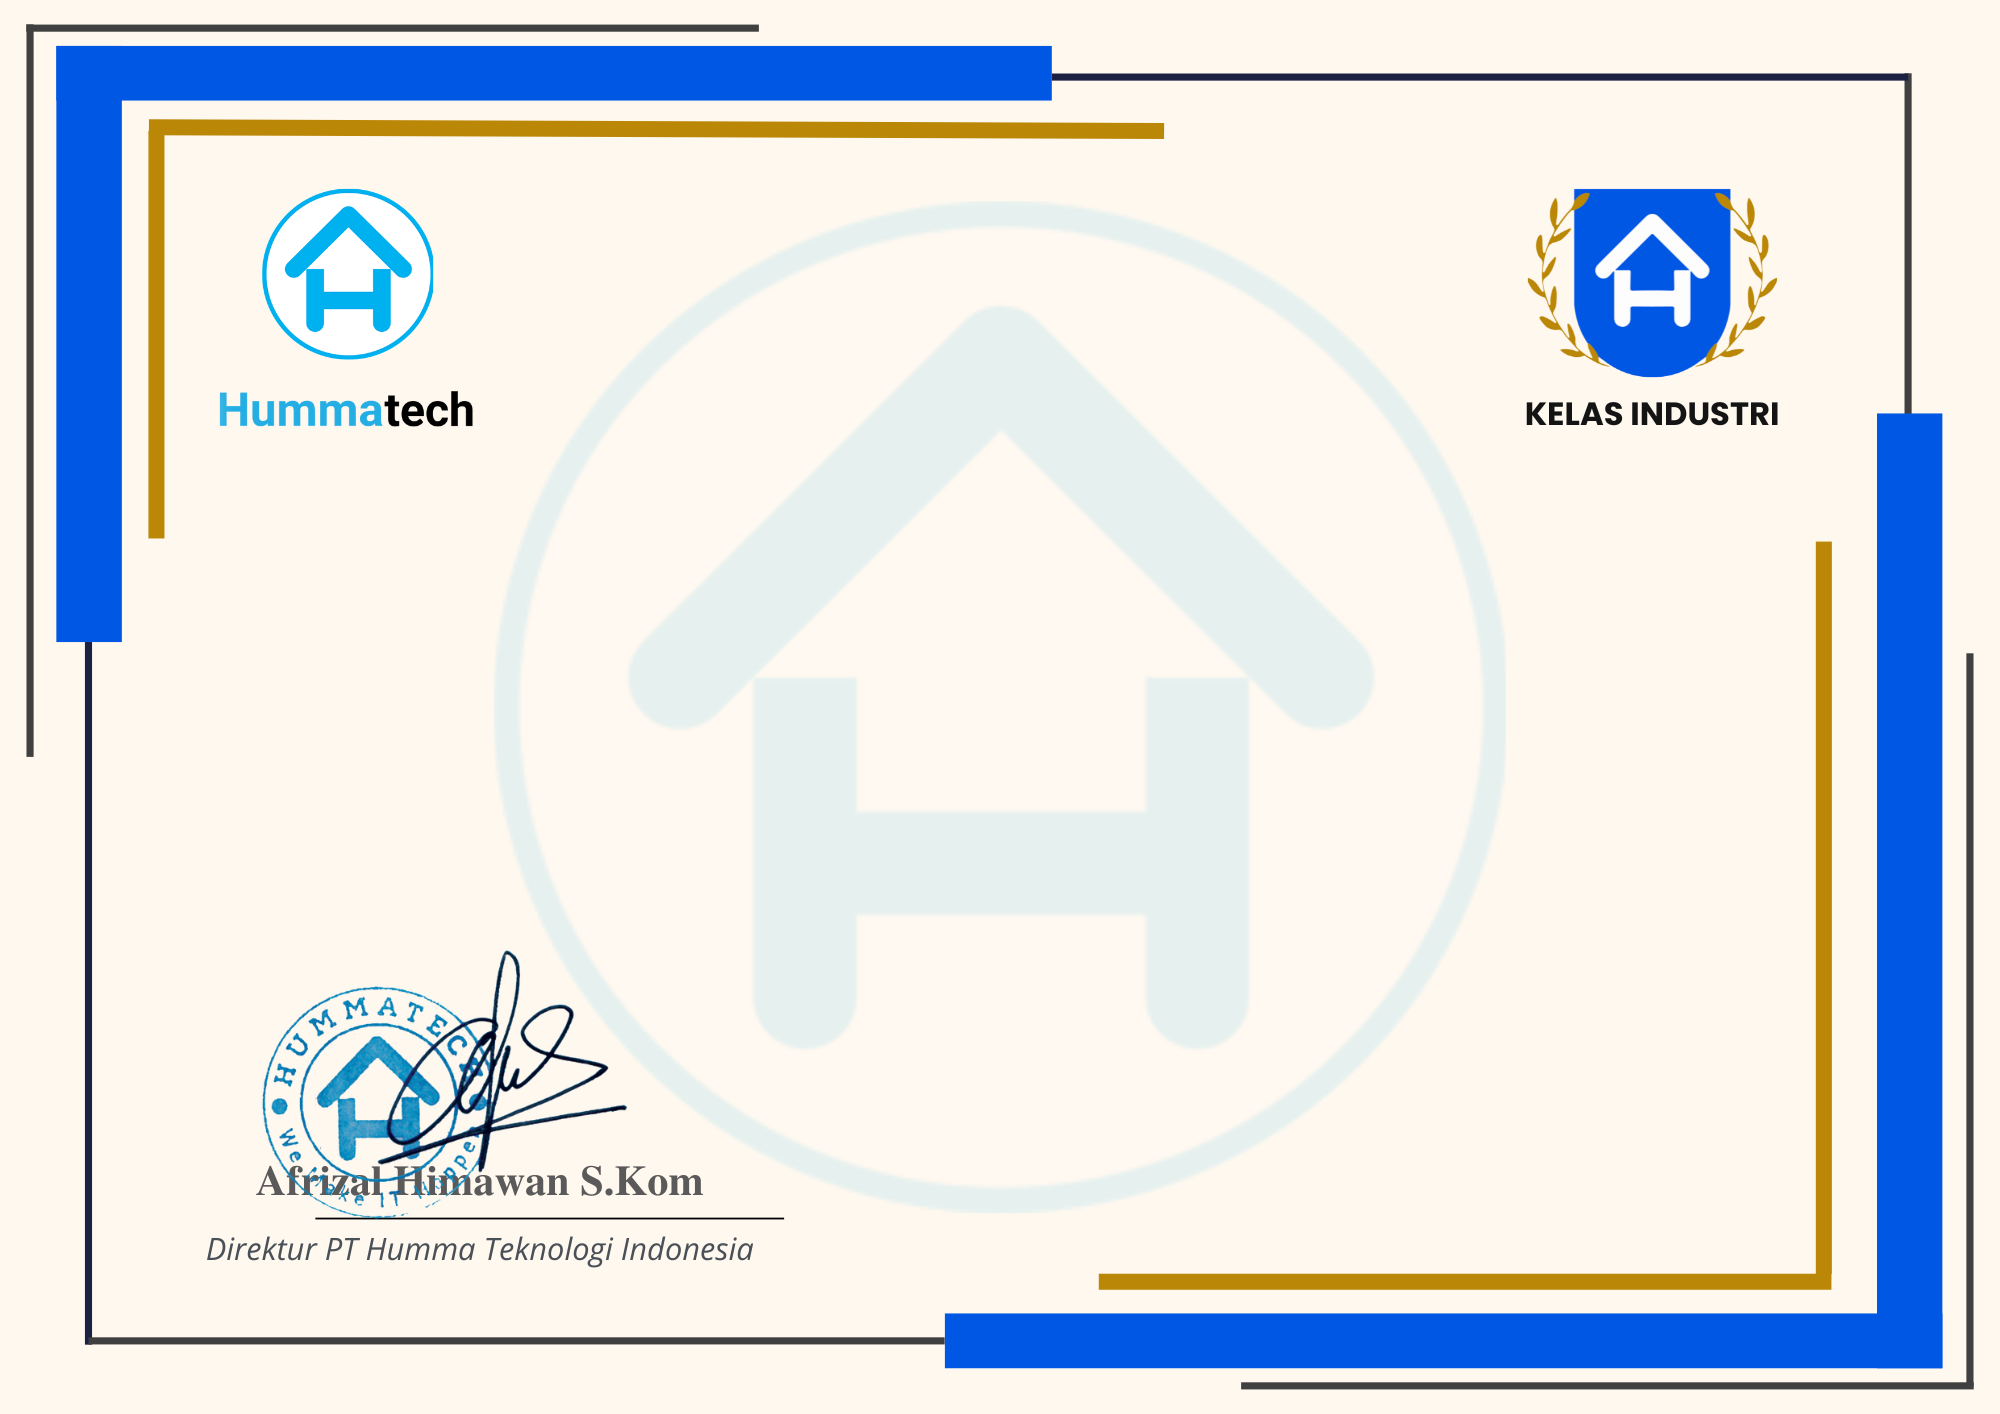 Hummatech
KELAS INDUSTRI
HUMMATECH
We Make IT Happen
Afrizal Himawan S.Kom
Direktur PT Humma Teknologi Indonesia